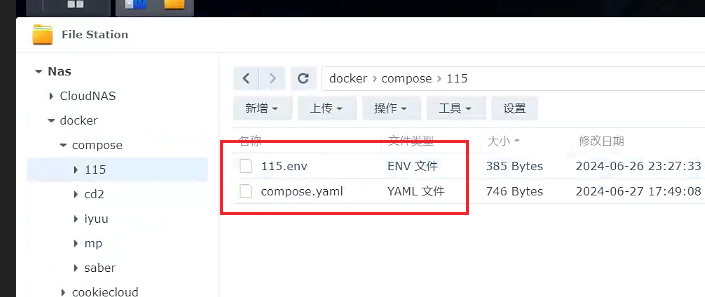 File Station
Nas
CloudNAS
docker
compose
115
cd2
iyuu
mp
saber
cookiecloud
docker > compose > 115
新增 上传 操作 工具 设置
名称 文件类型 大小 修改日期
115.env ENV 文件 385 Bytes 2024-06-26 23:27:33
compose.yaml YAML 文件 746 Bytes 2024-06-27 17:49:08